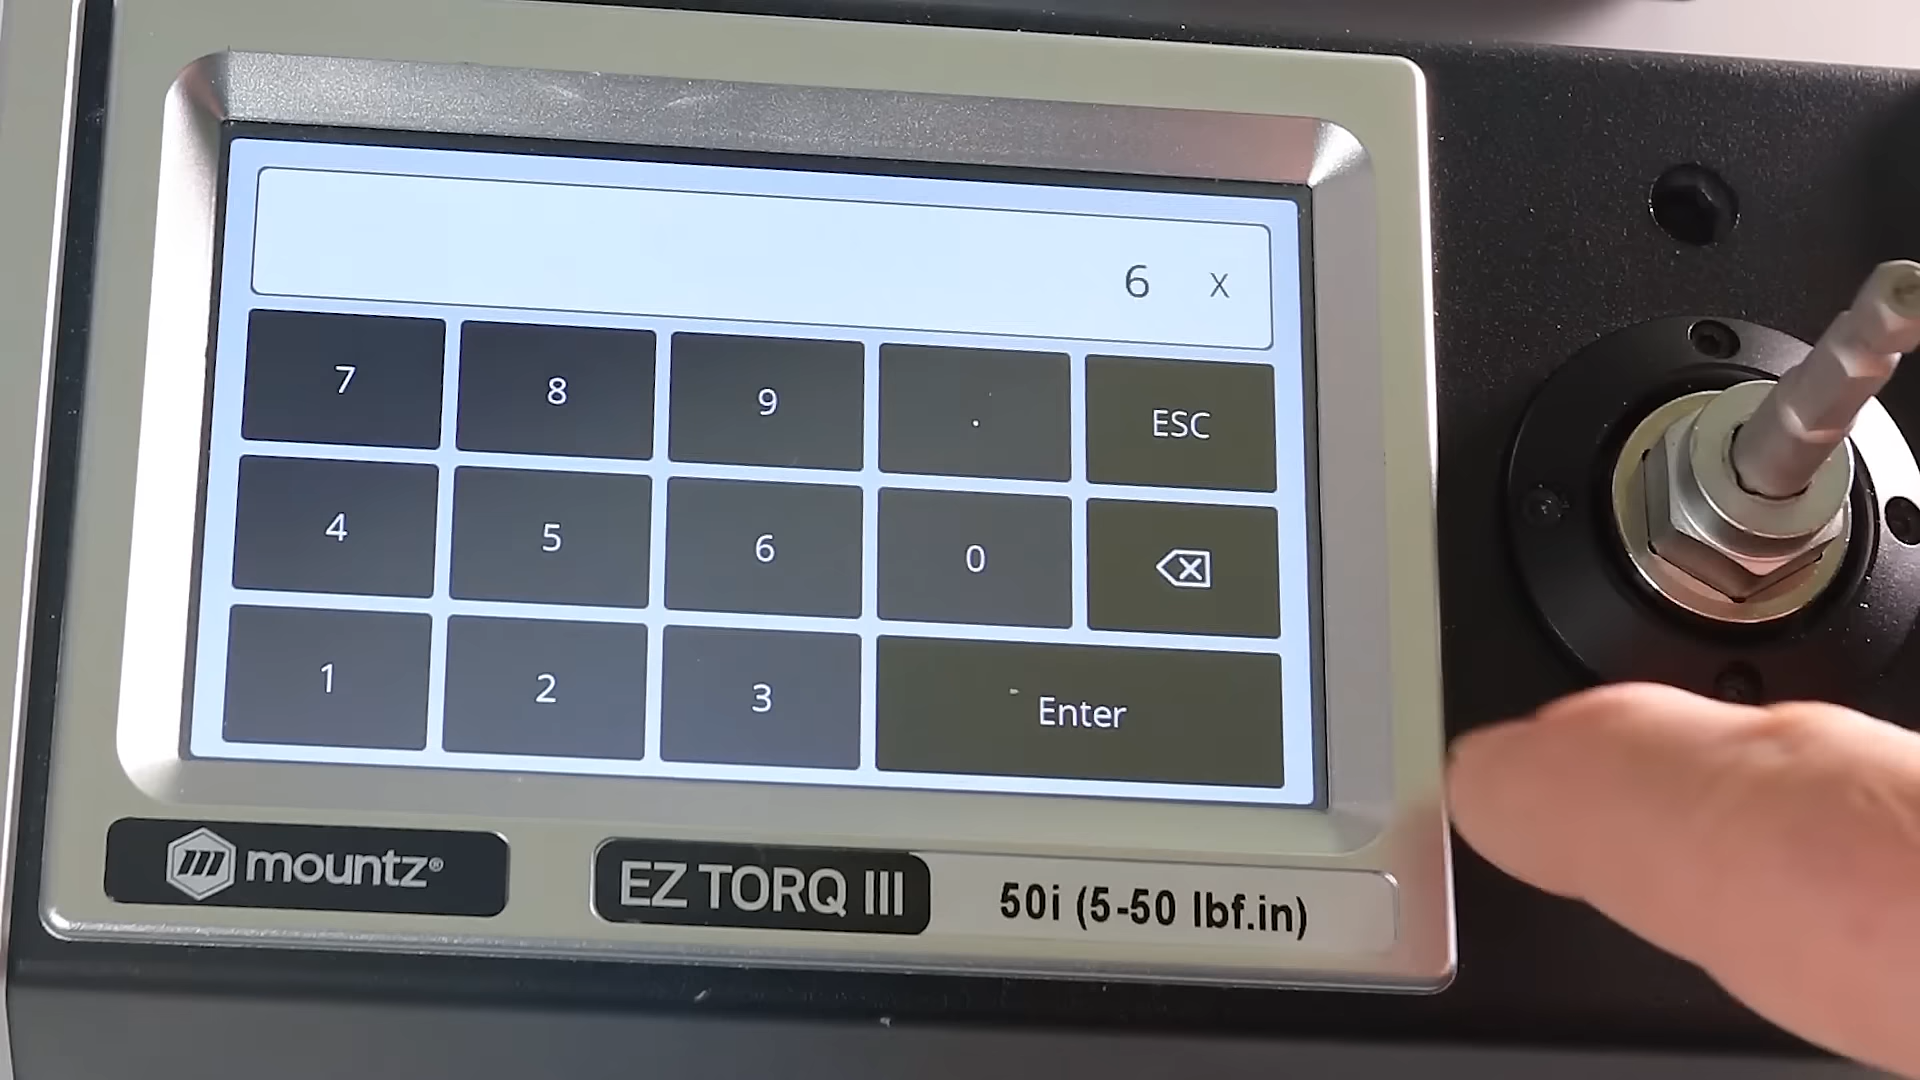 6 X
7 8 9 . ESC
4 5 6 0
1 2 3 Enter
mountz®
EZ TORQ III 50i (5-50 lbf.in)